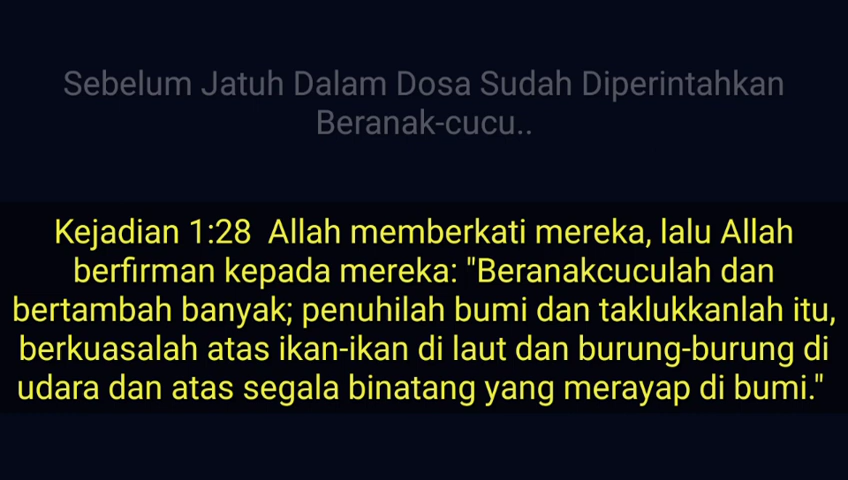 Sebelum Jatuh Dalam Dosa Sudah Diperintahkan
Beranak-cucu..
Kejadian 1:28  Allah memberkati mereka, lalu Allah
berfirman kepada mereka: "Beranakcuculah dan
bertambah banyak; penuhilah bumi dan taklukkanlah itu,
berkuasalah atas ikan-ikan di laut dan burung-burung di
udara dan atas segala binatang yang merayap di bumi."